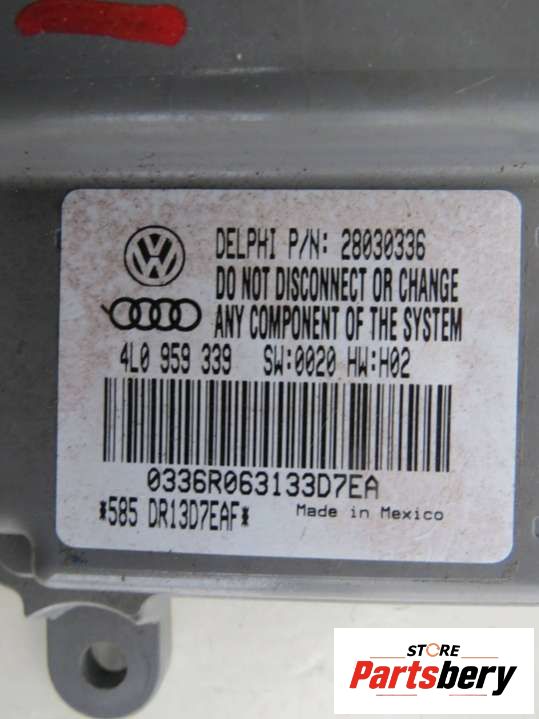 DELPHI P/N: 28030336
DO NOT DISCONNECT OR CHANGE
ANY COMPONENT OF THE SYSTEM
4L0 959 339 SW:0020 HW:H02
0336R063133D7EA
*585 DR13D7EAF* Made in Mexico
STORE
Partsbery